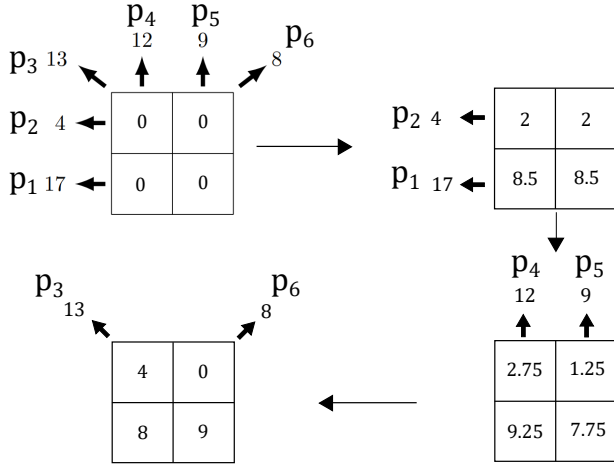 p4 p5
12 9 p6
p3 13 8
p2 4 0 0
p1 17 0 0
p2 4 2 2
p1 17 8.5 8.5
p4 p5
12 9
2.75 1.25
9.25 7.75
p3 p6
13 8
4 0
8 9